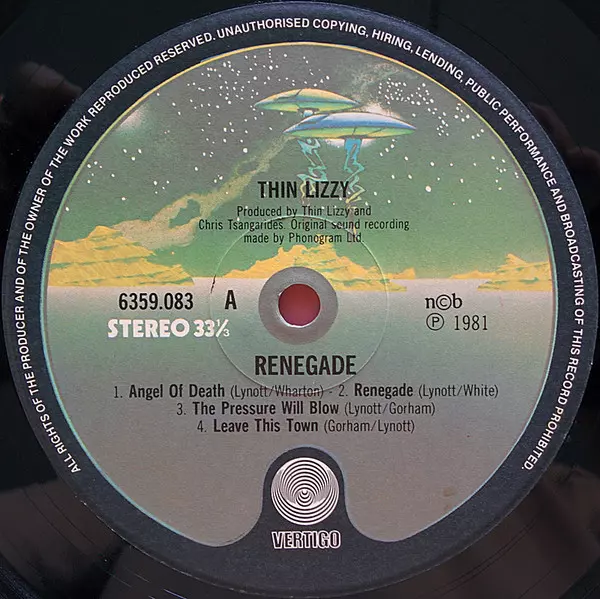 ALL RIGHTS OF THE PRODUCER AND OF THE OWNER OF THE WORK REPRODUCED RESERVED. UNAUTHORISED COPYING, HIRING, LENDING, PUBLIC PERFORMANCE AND BROADCASTING OF THIS RECORD PROHIBITED.
THIN LIZZY
Produced by Thin Lizzy and
Chris Tsangarides. Original sound recording
made by Phonogram Ltd
6359.083 A n©b
STEREO 33⅓ ℗ 1981
RENEGADE
1. Angel Of Death (Lynott/Wharton) - 2. Renegade (Lynott/White)
3. The Pressure Will Blow (Lynott/Gorham)
4. Leave This Town (Gorham/Lynott)
VERTIGO